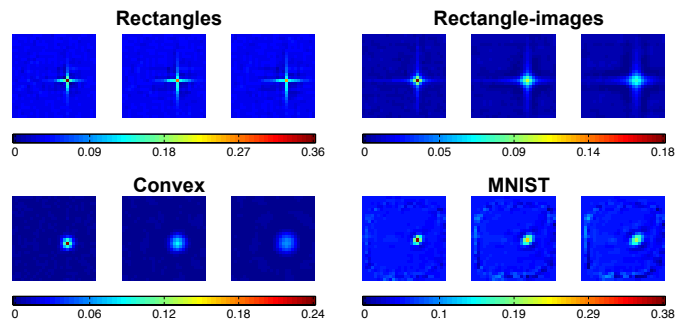 Rectangles
Rectangle-images
0 0.09 0.18 0.27 0.36
0 0.05 0.09 0.14 0.18
Convex
MNIST
0 0.06 0.12 0.18 0.24
0 0.1 0.19 0.29 0.38